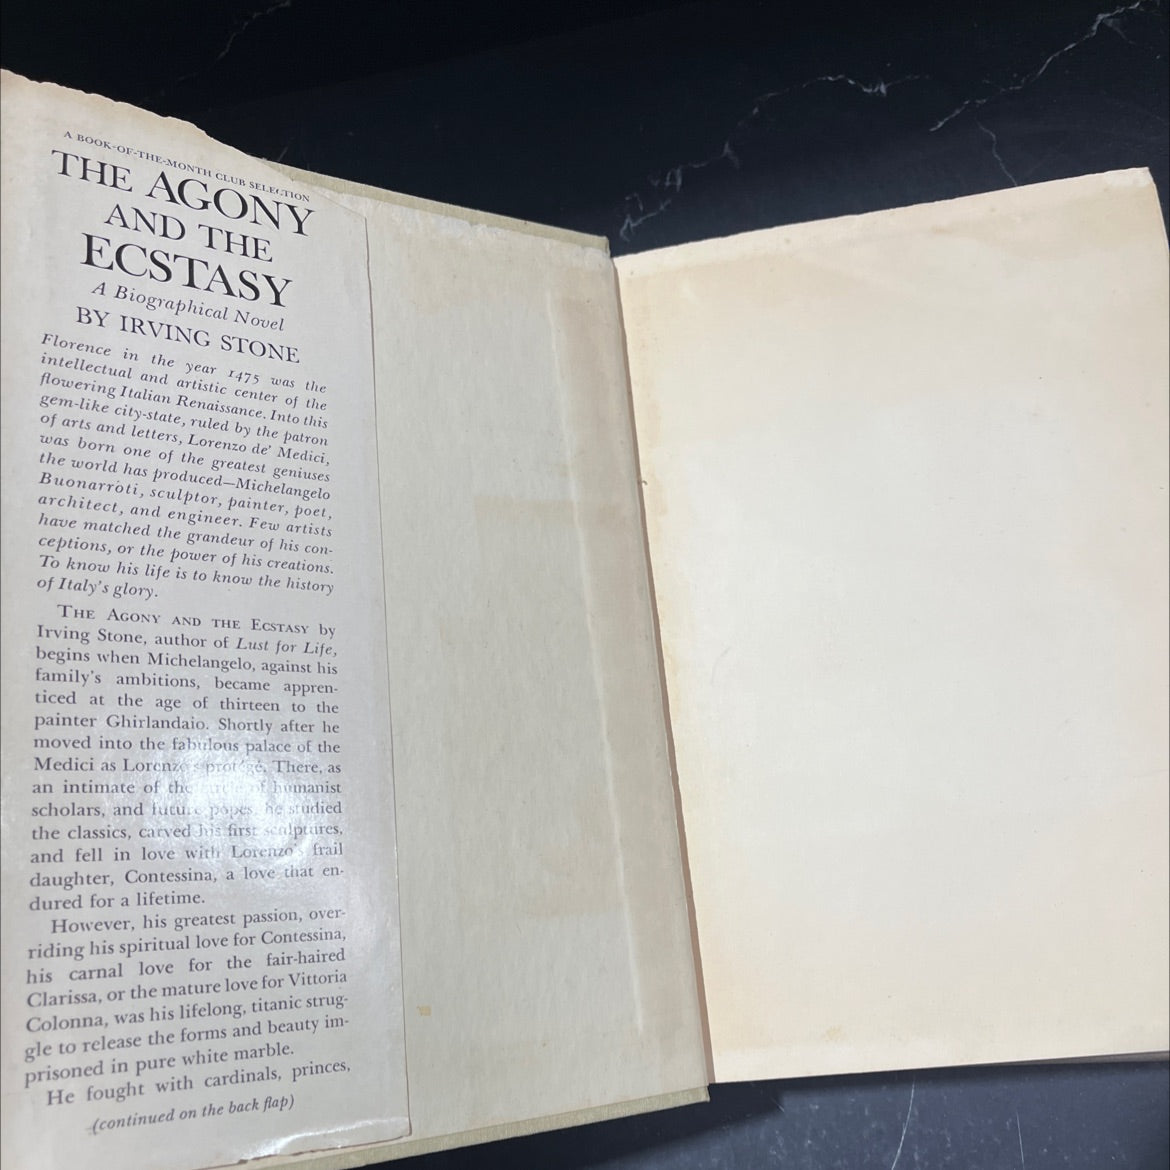 A BOOK-OF-THE-MONTH CLUB SELECTION
THE AGONY
AND THE
ECSTASY
A Biographical Novel
BY IRVING STONE
Florence in the year 1475 was the
intellectual and artistic center of the
flowering Italian Renaissance. Into this
gem-like city-state, ruled by the patron
of arts and letters, Lorenzo de' Medici,
was born one of the greatest geniuses
the world has produced—Michelangelo
Buonarroti, sculptor, painter, poet,
architect, and engineer. Few artists
have matched the grandeur of his con-
ceptions, or the power of his creations.
To know his life is to know the history
of Italy's glory.
THE AGONY AND THE ECSTASY by
Irving Stone, author of Lust for Life,
begins when Michelangelo, against his
family's ambitions, became appren-
ticed at the age of thirteen to the
painter Ghirlandaio. Shortly after he
moved into the fabulous palace of the
Medici as Lorenzo's protégé. There, as
an intimate of the circle of humanist
scholars, and future popes, he studied
the classics, carved his first sculptures,
and fell in love with Lorenzo's frail
daughter, Contessina, a love that en-
dured for a lifetime.
However, his greatest passion, over-
riding his spiritual love for Contessina,
his carnal love for the fair-haired
Clarissa, or the mature love for Vittoria
Colonna, was his lifelong, titanic strug-
gle to release the forms and beauty im-
prisoned in pure white marble.
He fought with cardinals, princes,
(continued on the back flap)